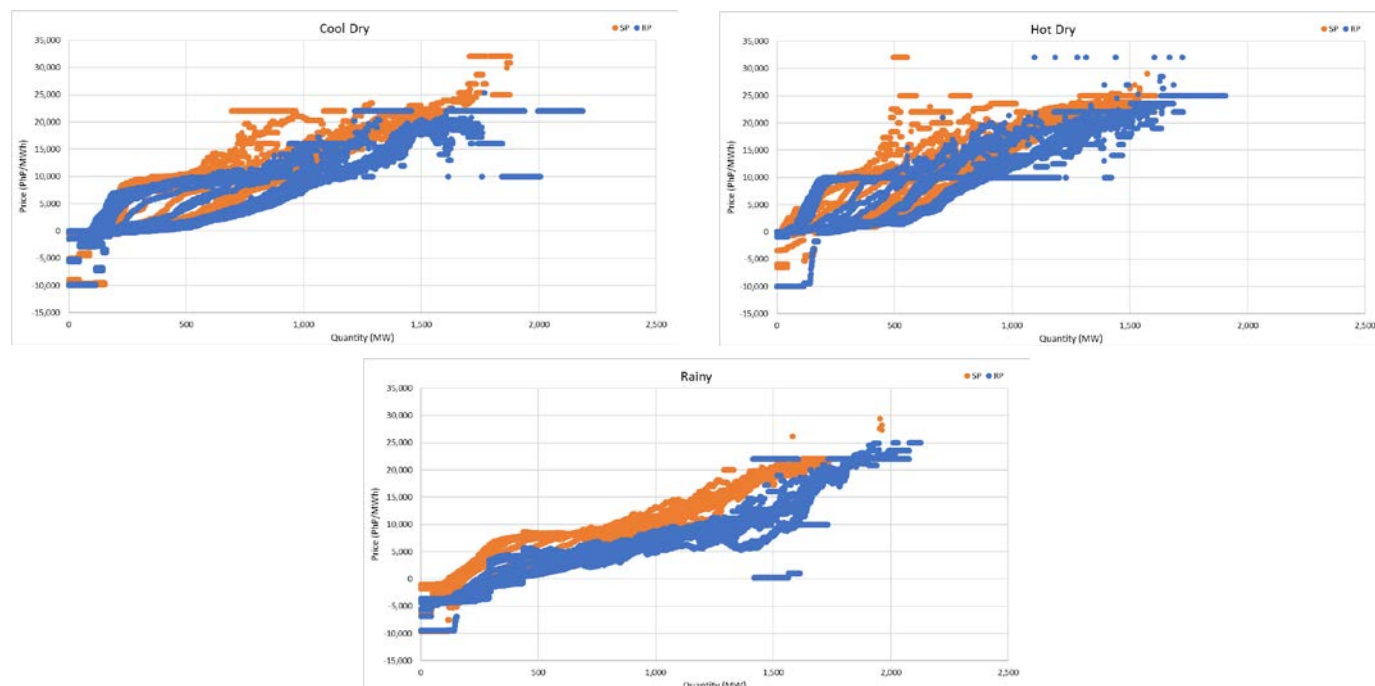 Cool Dry
SP RP
35,000
30,000
25,000
20,000
15,000
10,000
5,000
0
-5,000
-10,000
-15,000
Price (PhP/MWh)
0 500 1,000 1,500 2,000 2,500
Quantity (MW)
Hot Dry
SP RP
35,000
30,000
25,000
20,000
15,000
10,000
5,000
0
-5,000
-10,000
-15,000
Price (PhP/MWh)
0 500 1,000 1,500 2,000 2,500
Quantity (MW)
Rainy
SP RP
35,000
30,000
25,000
20,000
15,000
10,000
5,000
0
-5,000
-10,000
-15,000
Price (PhP/MWh)
0 500 1,000 1,500 2,000 2,500
Quantity (MW)